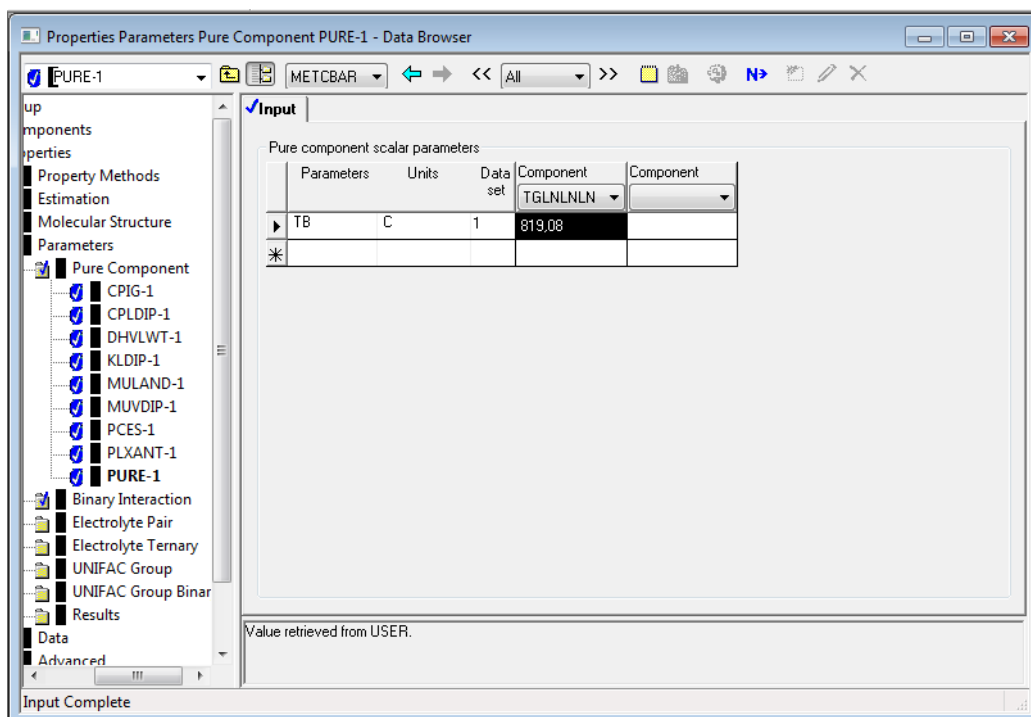 Properties Parameters Pure Component PURE-1 - Data Browser
PURE-1 METCBAR << All >> N>
up
mponents
perties
Property Methods
Estimation
Molecular Structure
Parameters
Pure Component
CPIG-1
CPLDIP-1
DHVLWT-1
KLDIP-1
MULAND-1
MUVDIP-1
PCES-1
PLXANT-1
PURE-1
Binary Interaction
Electrolyte Pair
Electrolyte Ternary
UNIFAC Group
UNIFAC Group Binar
Results
Data
Advanced
Input
Pure component scalar parameters
Parameters Units Data set Component Component
TGLNLNLN
TB C 1 819,08
Value retrieved from USER.
Input Complete